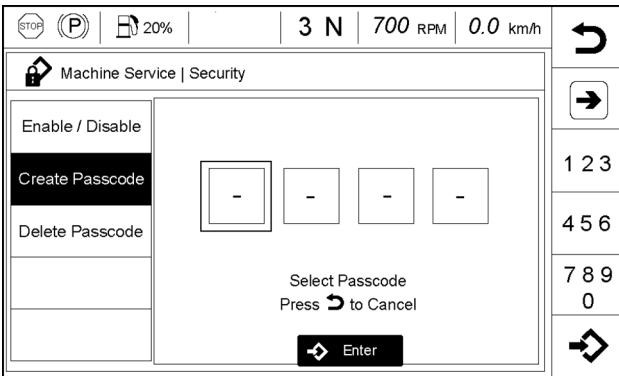 STOP (P) 20% 3 N 700 RPM 0.0 km/h
Machine Service | Security
Enable / Disable
Create Passcode
Delete Passcode
- - - -
Select Passcode
Press to Cancel
Enter
1 2 3
4 5 6
7 8 9
0